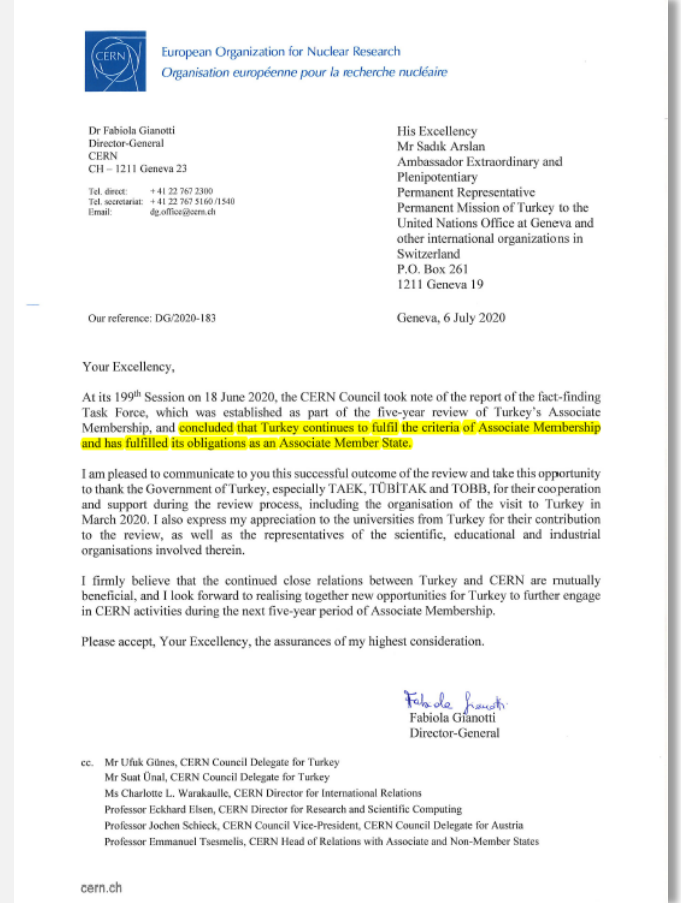 CERN
European Organization for Nuclear Research
Organisation européenne pour la recherche nucléaire
Dr Fabiola Gianotti
Director-General
CERN
CH – 1211 Geneva 23
Tel. direct: + 41 22 767 2300
Tel. secretariat: + 41 22 767 5160 /1540
Email: dg.office@cern.ch
His Excellency
Mr Sadık Arslan
Ambassador Extraordinary and
Plenipotentiary
Permanent Representative
Permanent Mission of Turkey to the
United Nations Office at Geneva and
other international organizations in
Switzerland
P.O. Box 261
1211 Geneva 19
Our reference: DG/2020-183
Geneva, 6 July 2020
Your Excellency,
At its 199th Session on 18 June 2020, the CERN Council took note of the report of the fact-finding
Task Force, which was established as part of the five-year review of Turkey's Associate
Membership, and concluded that Turkey continues to fulfil the criteria of Associate Membership
and has fulfilled its obligations as an Associate Member State.
I am pleased to communicate to you this successful outcome of the review and take this opportunity
to thank the Government of Turkey, especially TAEK, TÜBİTAK and TOBB, for their cooperation
and support during the review process, including the organisation of the visit to Turkey in
March 2020. I also express my appreciation to the universities from Turkey for their contribution
to the review, as well as the representatives of the scientific, educational and industrial
organisations involved therein.
I firmly believe that the continued close relations between Turkey and CERN are mutually
beneficial, and I look forward to realising together new opportunities for Turkey to further engage
in CERN activities during the next five-year period of Associate Membership.
Please accept, Your Excellency, the assurances of my highest consideration.
Fabiola Gianotti
Fabiola Gianotti
Director-General
cc. Mr Ufuk Günes, CERN Council Delegate for Turkey
Mr Suat Ünal, CERN Council Delegate for Turkey
Ms Charlotte L. Warakaulle, CERN Director for International Relations
Professor Eckhard Elsen, CERN Director for Research and Scientific Computing
Professor Jochen Schieck, CERN Council Vice-President, CERN Council Delegate for Austria
Professor Emmanuel Tsesmelis, CERN Head of Relations with Associate and Non-Member States
cern.ch